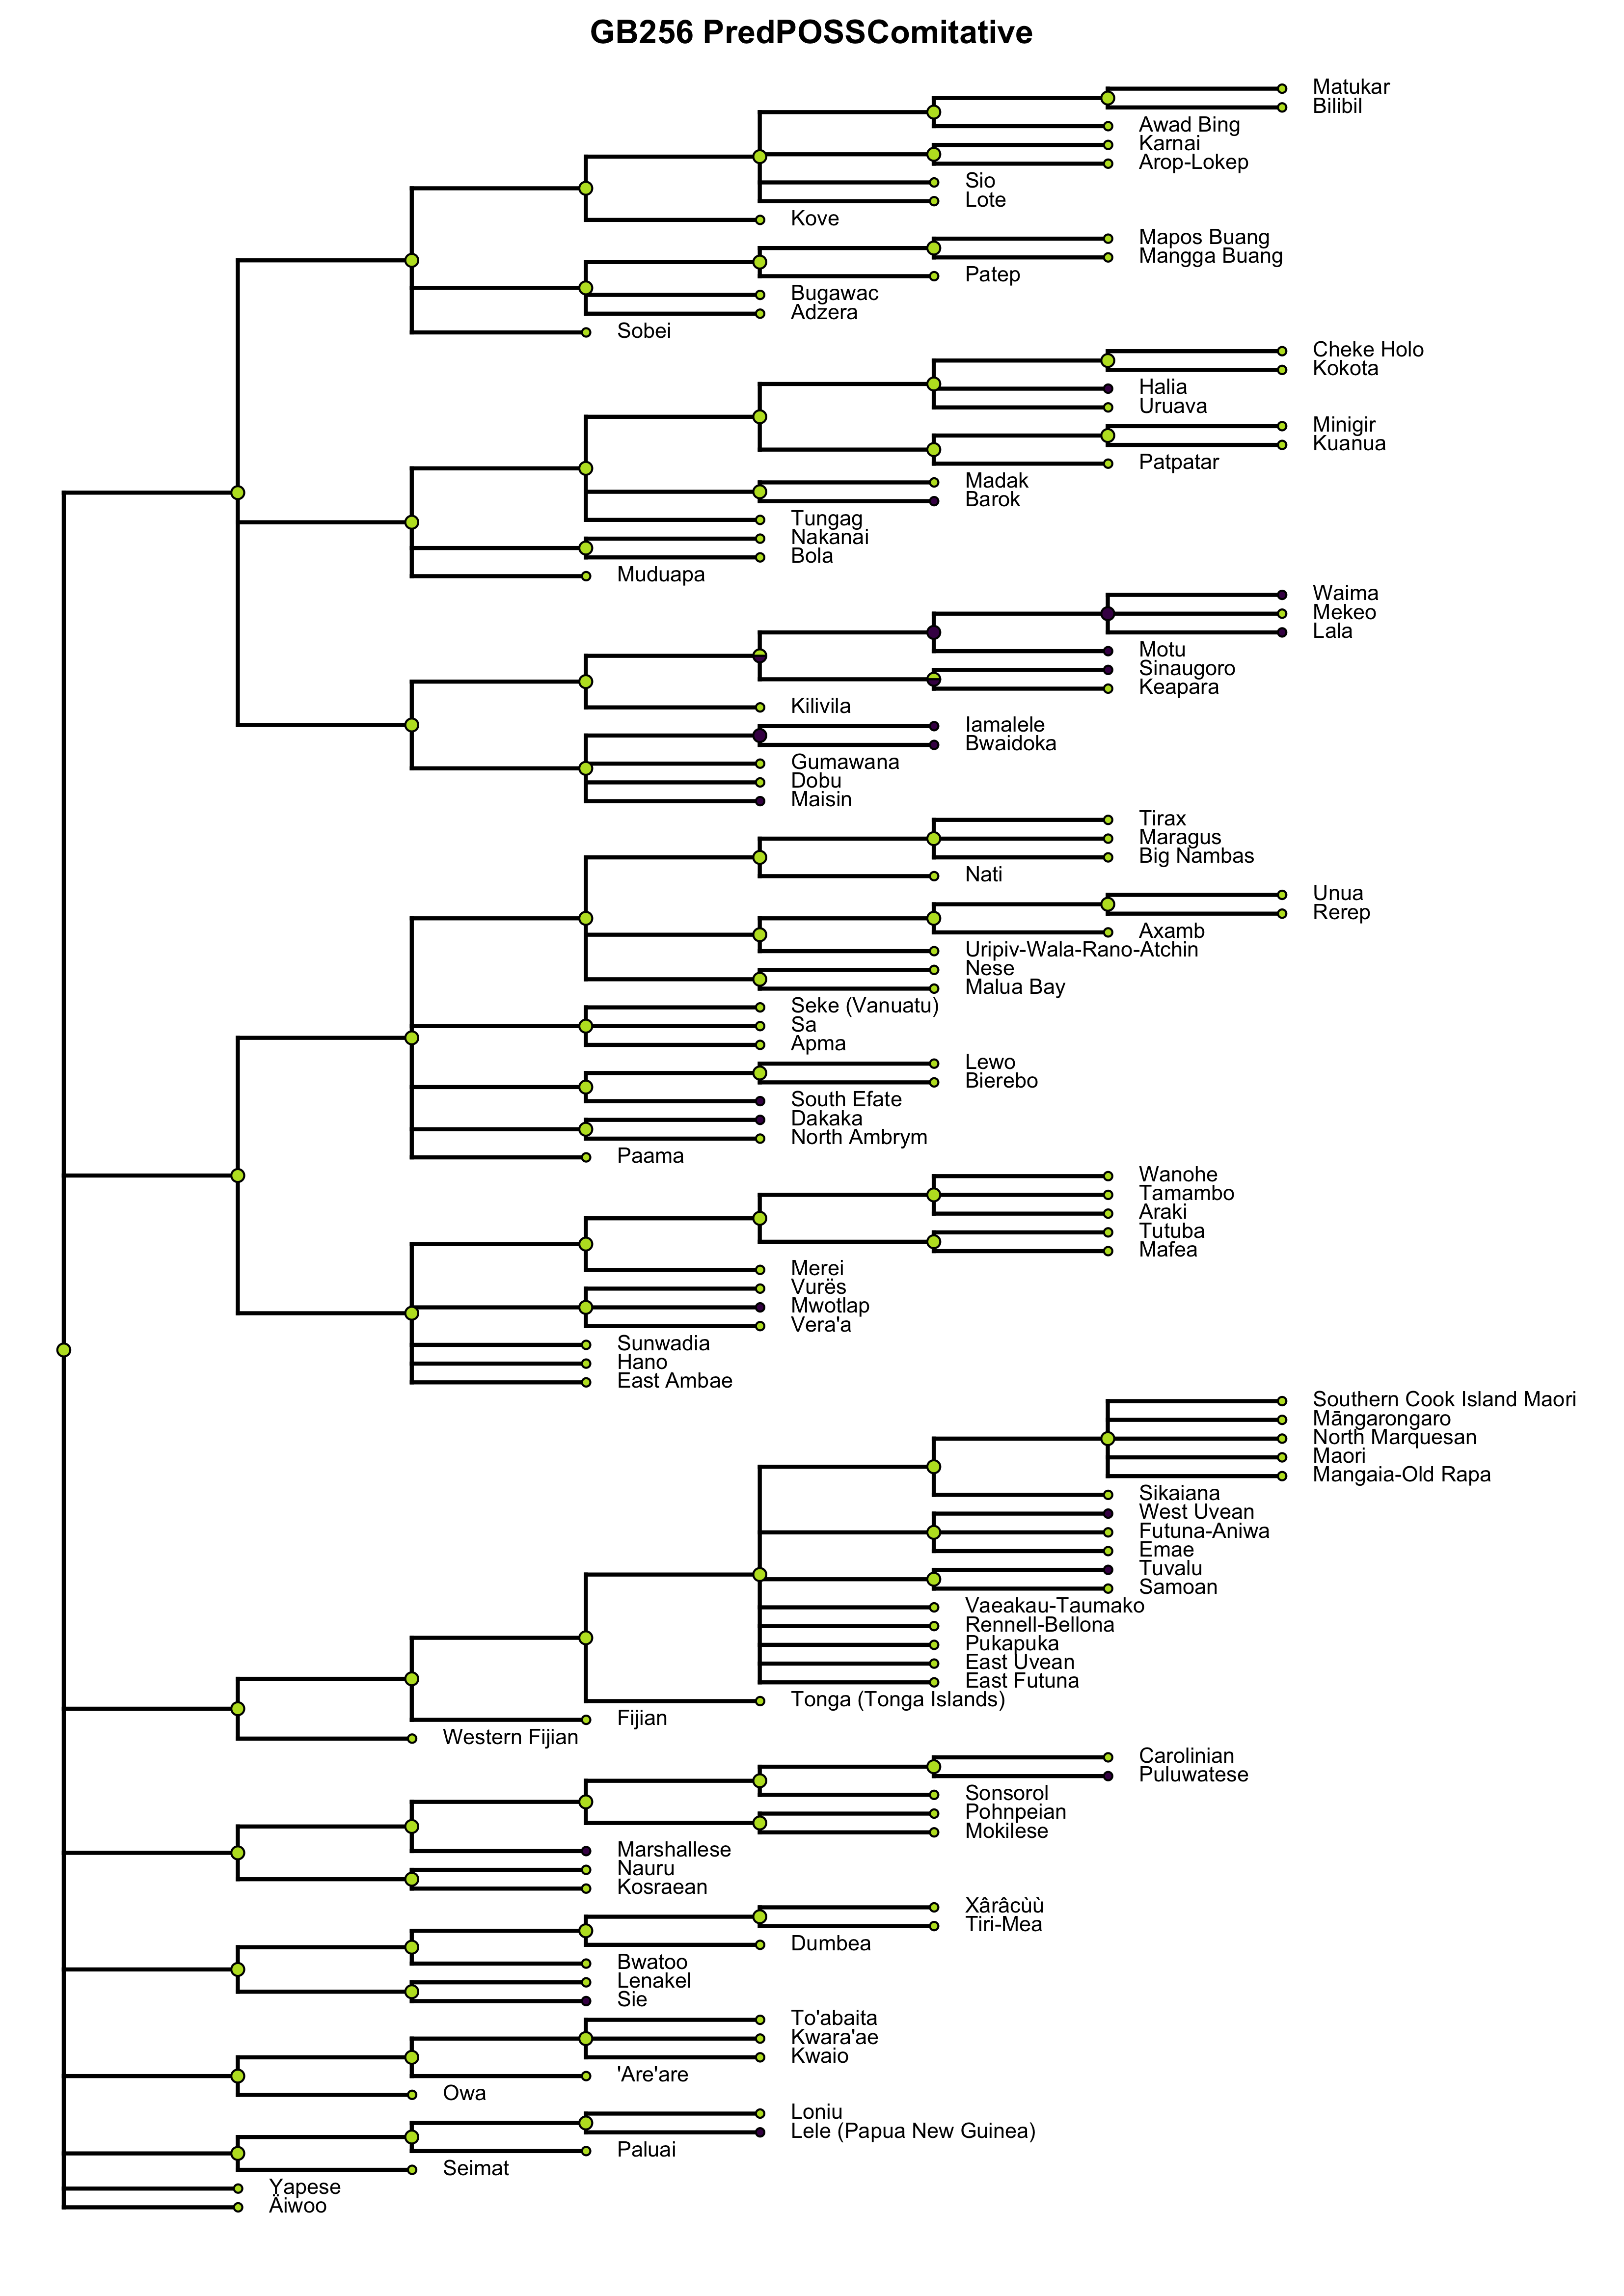 GB256 PredPOSSComitative
Matukar
Bilibil
Awad Bing
Karnai
Arop-Lokep
Sio
Lote
Kove
Mapos Buang
Mangga Buang
Patep
Bugawac
Adzera
Sobei
Cheke Holo
Kokota
Halia
Uruava
Minigir
Kuanua
Patpatar
Madak
Barok
Tungag
Nakanai
Bola
Muduapa
Waima
Mekeo
Lala
Motu
Sinaugoro
Keapara
Kilivila
Iamalele
Bwaidoka
Gumawana
Dobu
Maisin
Tirax
Maragus
Big Nambas
Nati
Unua
Rerep
Axamb
Uripiv-Wala-Rano-Atchin
Nese
Malua Bay
Seke (Vanuatu)
Sa
Apma
Lewo
Bierebo
South Efate
Dakaka
North Ambrym
Paama
Wanohe
Tamambo
Araki
Tutuba
Mafea
Merei
Vurës
Mwotlap
Vera'a
Sunwadia
Hano
East Ambae
Southern Cook Island Maori
Māngarongaro
North Marquesan
Maori
Mangaia-Old Rapa
Sikaiana
West Uvean
Futuna-Aniwa
Emae
Tuvalu
Samoan
Vaeakau-Taumako
Rennell-Bellona
Pukapuka
East Uvean
East Futuna
Tonga (Tonga Islands)
Fijian
Western Fijian
Carolinian
Puluwatese
Sonsorol
Pohnpeian
Mokilese
Marshallese
Nauru
Kosraean
Xârâcùù
Tiri-Mea
Dumbea
Bwatoo
Lenakel
Sie
To'abaita
Kwara'ae
Kwaio
'Are'are
Owa
Loniu
Lele (Papua New Guinea)
Paluai
Seimat
Yapese
Äiwoo